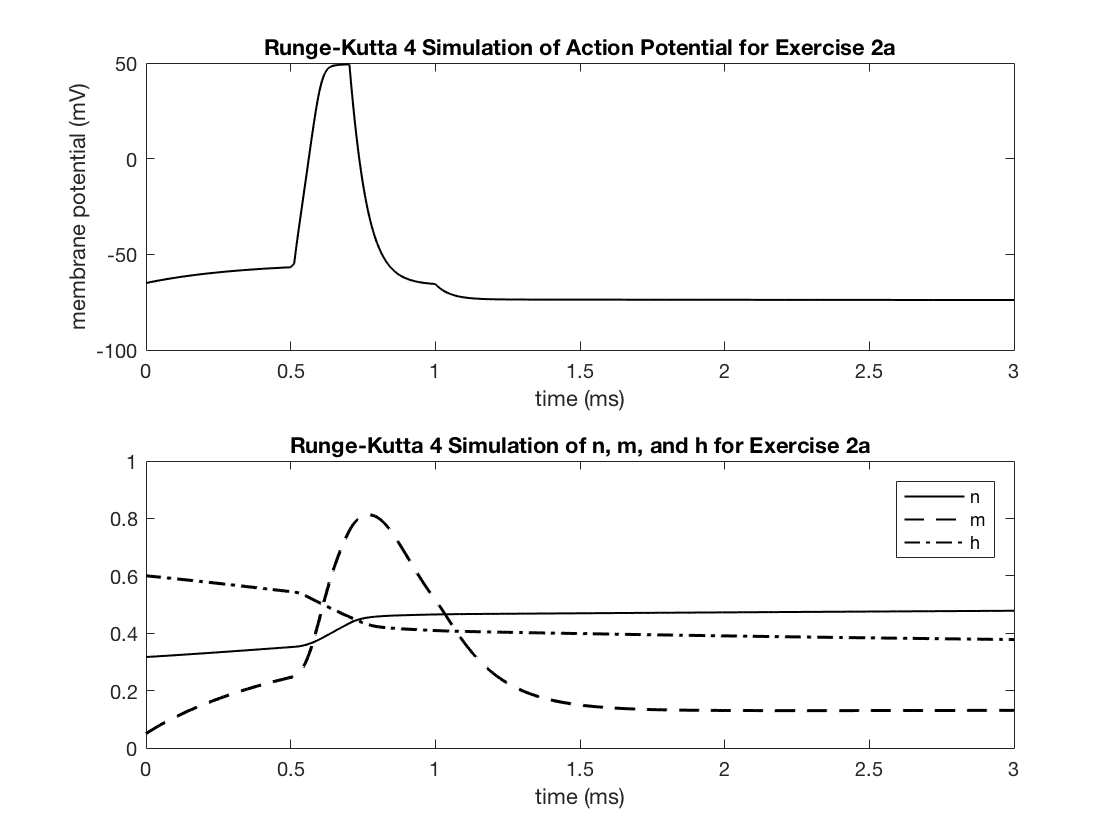 Runge-Kutta 4 Simulation of Action Potential for Exercise 2a
50
0
-50
-100
membrane potential (mV)
0 0.5 1 1.5 2 2.5 3
time (ms)
Runge-Kutta 4 Simulation of n, m, and h for Exercise 2a
1
0.8
0.6
0.4
0.2
0
n
m
h
0 0.5 1 1.5 2 2.5 3
time (ms)